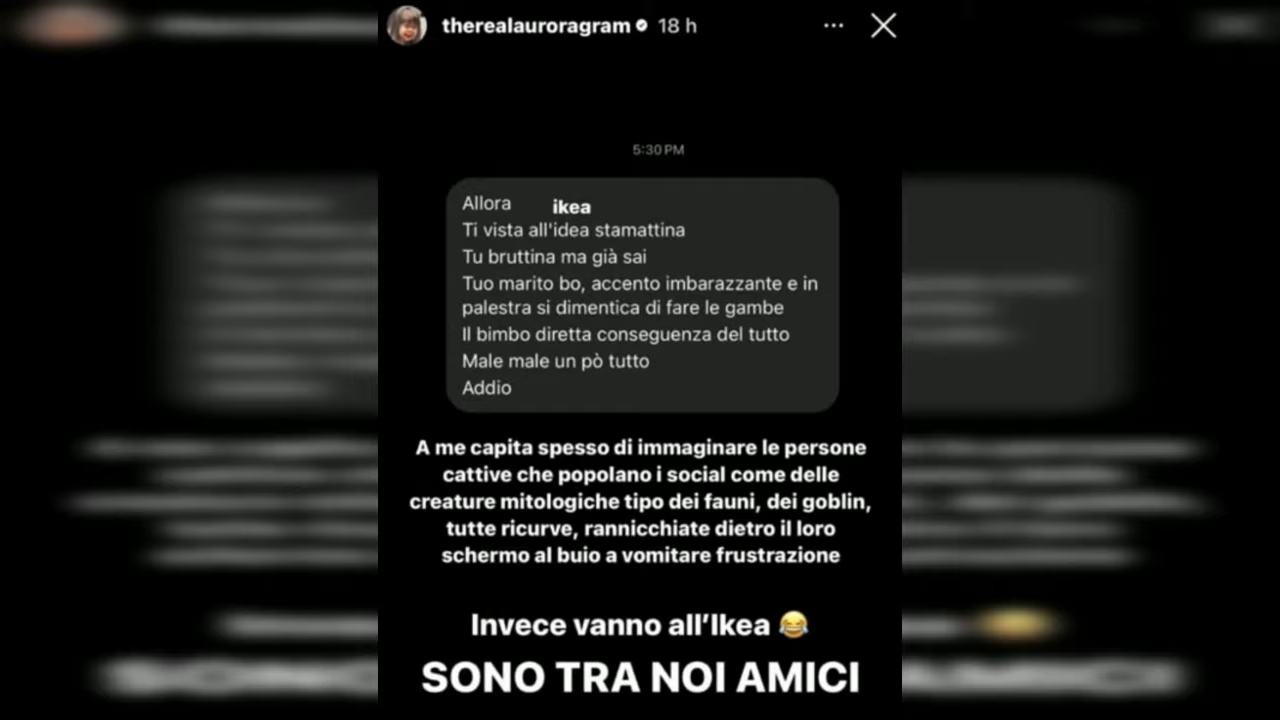 therealauroragram 18 h
5:30 PM
Allora ikea
Ti vista all'idea stamattina
Tu bruttina ma già sai
Tuo marito bo, accento imbarazzante e in
palestra si dimentica di fare le gambe
Il bimbo diretta conseguenza del tutto
Male male un pò tutto
Addio
A me capita spesso di immaginare le persone
cattive che popolano i social come delle
creature mitologiche tipo dei fauni, dei goblin,
tutte ricurve, rannicchiate dietro il loro
schermo al buio a vomitare frustrazione
Invece vanno all'Ikea 😂
SONO TRA NOI AMICI